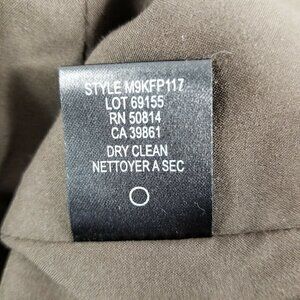 STYLE M9KFP117
LOT 69155
RN 50814
CA 39861
DRY CLEAN
NETTOYER A SEC